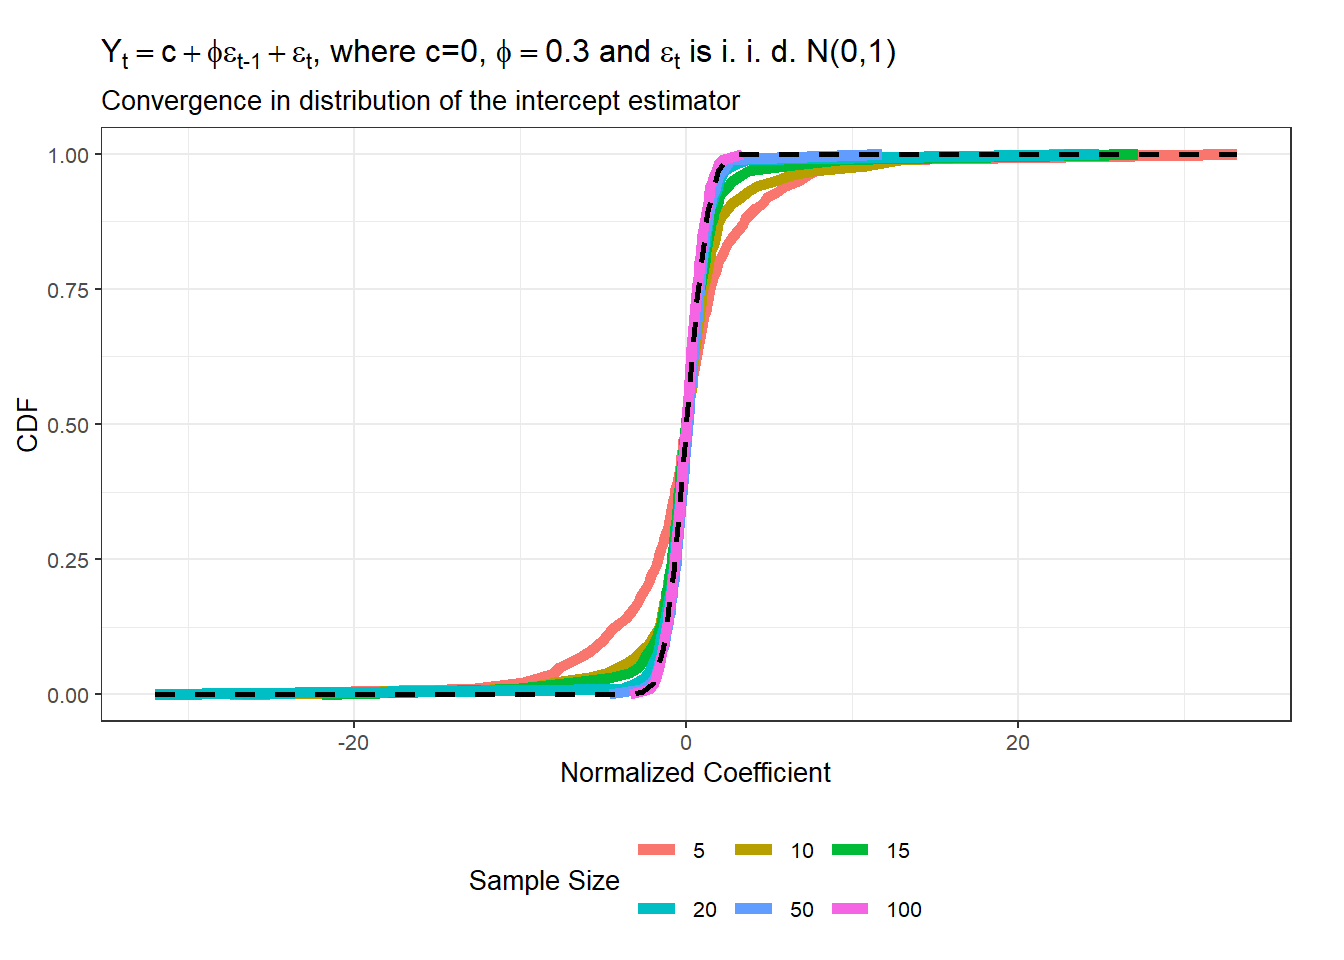 Yₜ = c + ϕεₜ₋₁ + εₜ, where c=0, ϕ = 0.3 and εₜ is i. i. d. N(0,1)
Convergence in distribution of the intercept estimator
1.00
0.75
0.50
0.25
0.00
CDF
-20 0 20
Normalized Coefficient
Sample Size
5 10 15
20 50 100